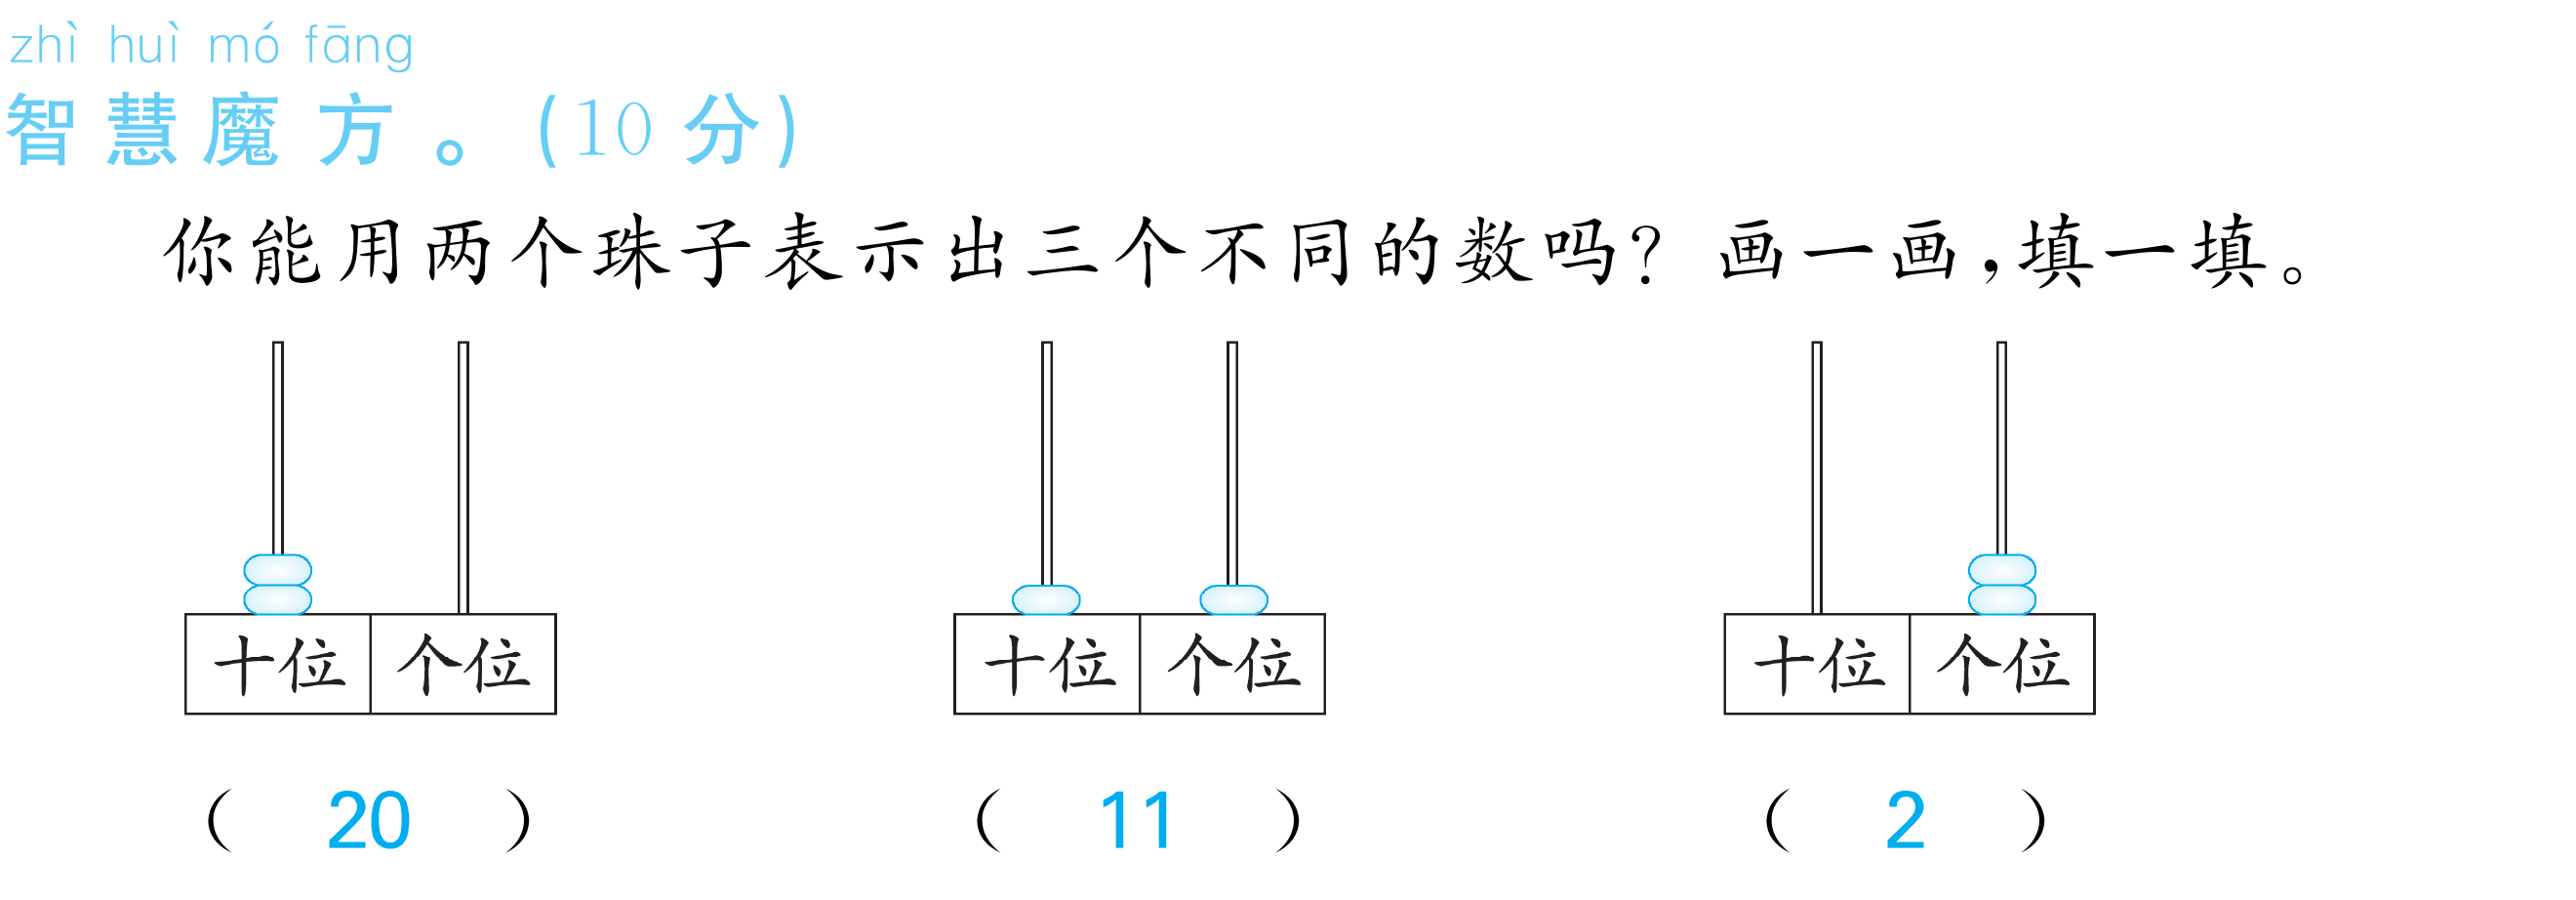 zhì huì mó fāng
智慧魔方。(10分)
你能用两个珠子表示出三个不同的数吗？画一画,填一填。
十位 个位 十位 个位 十位 个位
( 20 ) ( 11 ) ( 2 )